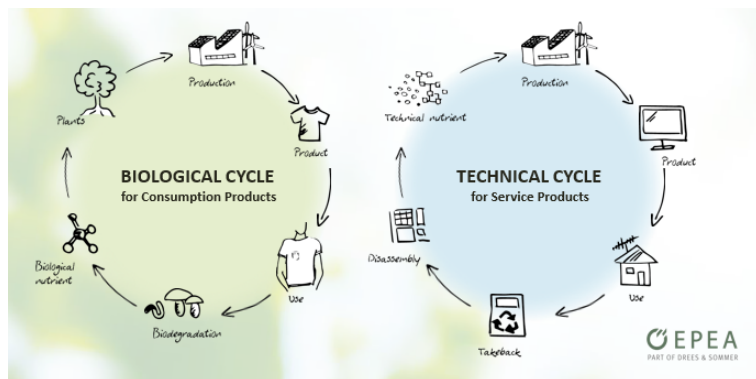 Production
Plants
Product
BIOLOGICAL CYCLE
for Consumption Products
Biological
nutrient
Use
Biodegradation
Production
Technical nutrient
Product
TECHNICAL CYCLE
for Service Products
Disassembly
Use
Takeback
EPEA
PART OF DREES & SOMMER